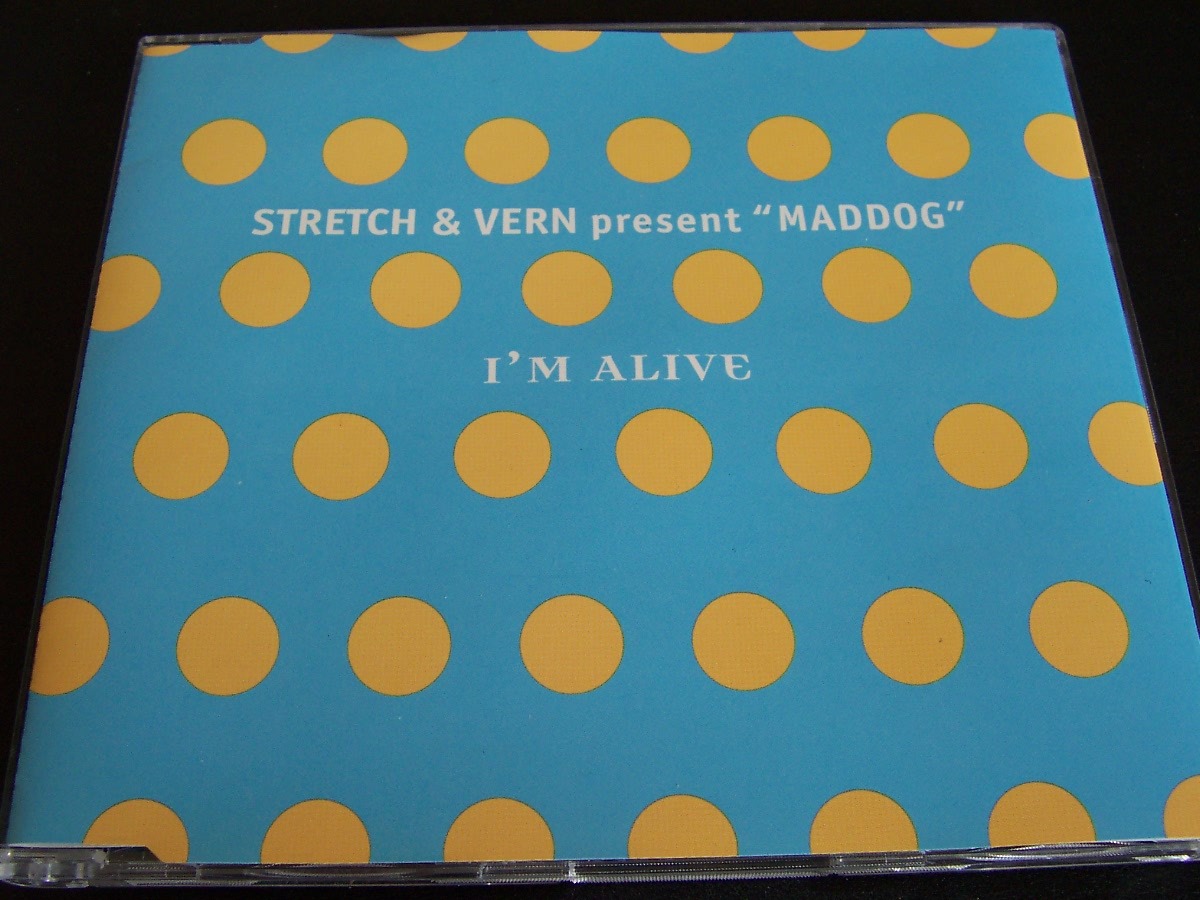 STRETCH & VERN present “MADDOG”
I’M ALIVE